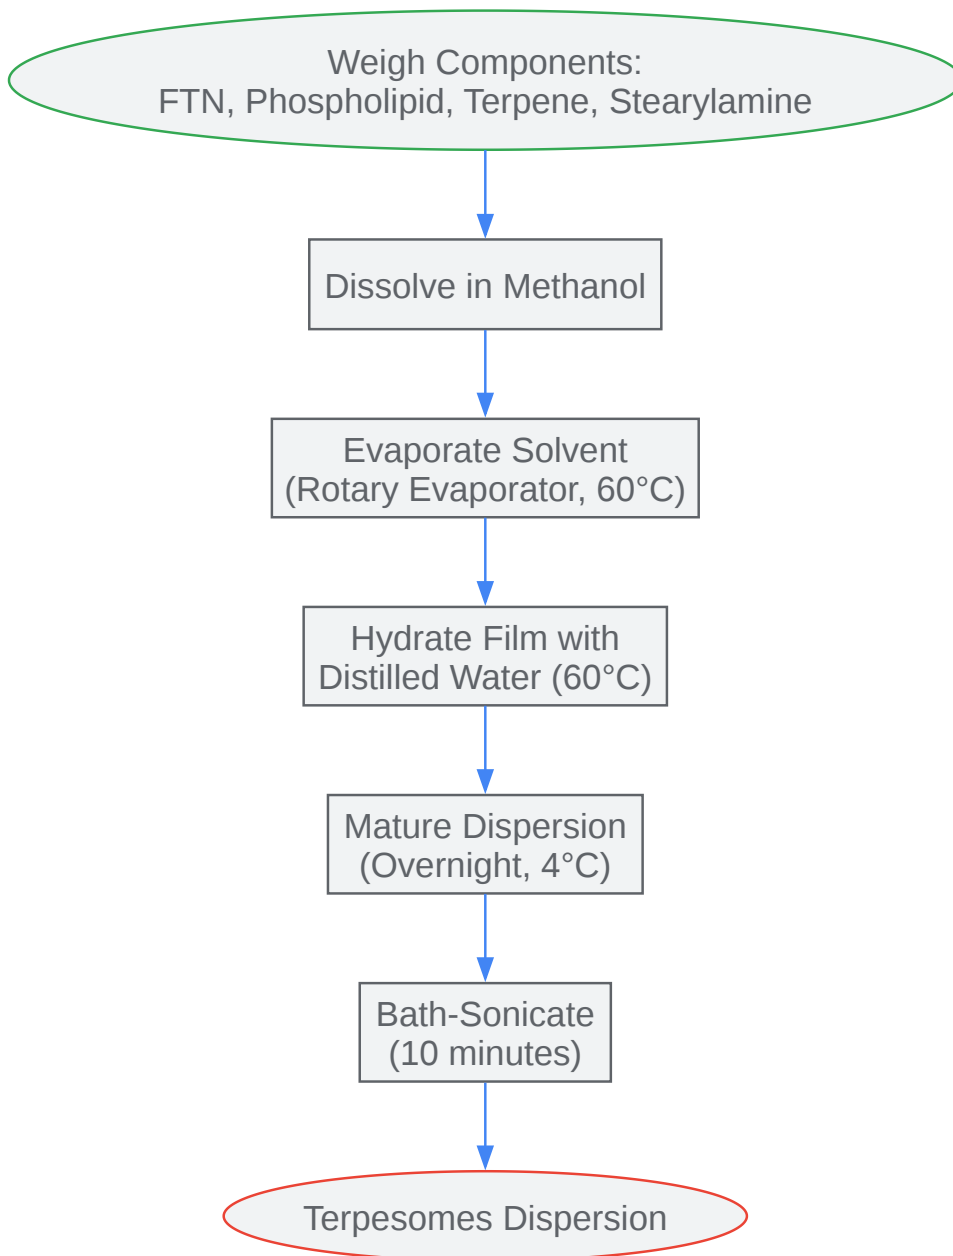 Weigh Components:
FTN, Phospholipid, Terpene, Stearylamine
Dissolve in Methanol
Evaporate Solvent
(Rotary Evaporator, 60°C)
Hydrate Film with
Distilled Water (60°C)
Mature Dispersion
(Overnight, 4°C)
Bath-Sonicate
(10 minutes)
Terpesomes Dispersion